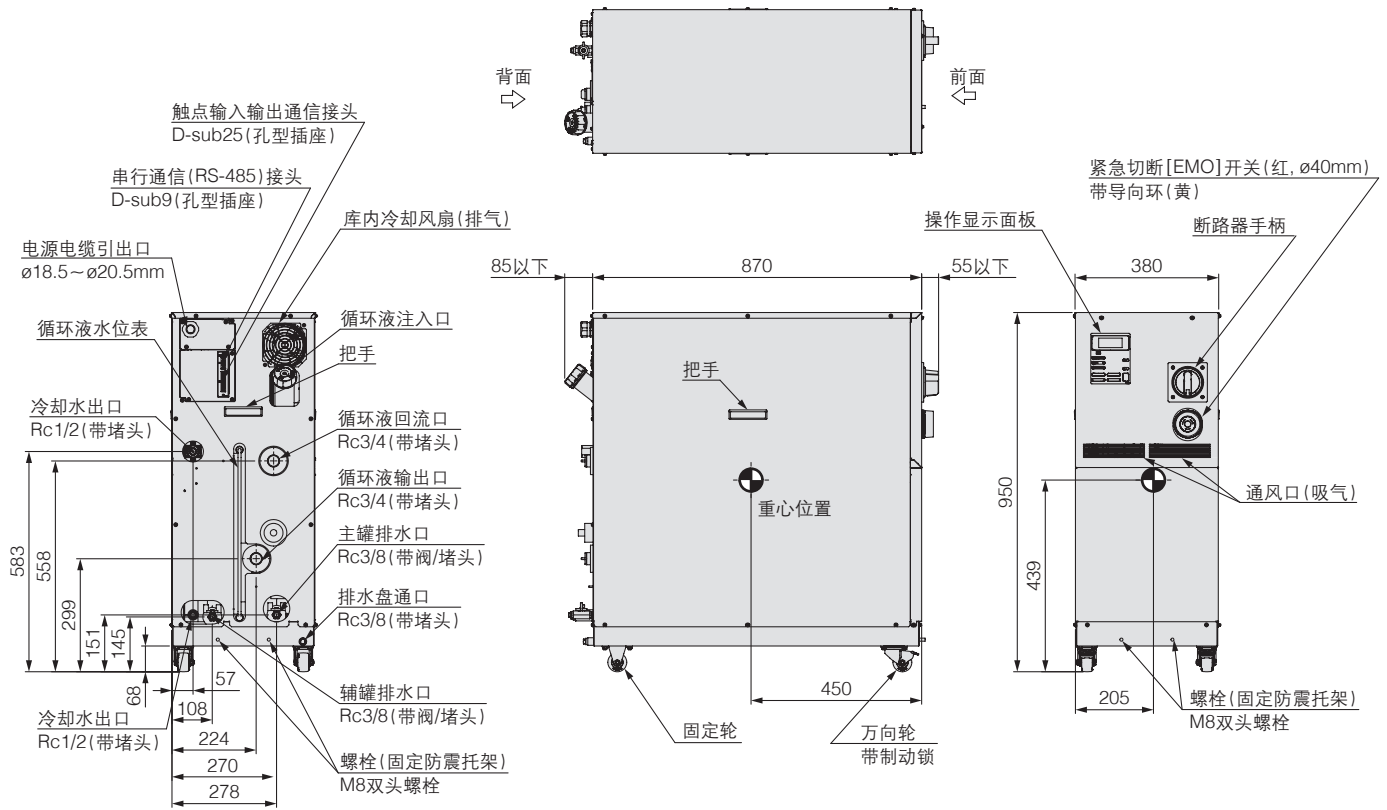 背面
前面
触点输入输出通信接头
D-sub25(孔型插座)
串行通信(RS-485)接头
D-sub9(孔型插座)
库内冷却风扇(排气)
电源电缆引出口
ø18.5~ø20.5mm
循环液注入口
循环液水位表
把手
冷却水出口
Rc1/2(带堵头)
循环液回流口
Rc3/4(带堵头)
循环液输出口
Rc3/4(带堵头)
主罐排水口
Rc3/8(带阀/堵头)
排水盘通口
Rc3/8(带堵头)
辅罐排水口
Rc3/8(带阀/堵头)
冷却水出口
Rc1/2(带堵头)
螺栓(固定防震托架)
M8双头螺栓
583
558
299
151
145
68
57
108
224
270
278
85以下
870
55以下
把手
重心位置
450
固定轮
万向轮
带制动锁
紧急切断[EMO]开关(红, ø40mm)
带导向环(黄)
操作显示面板
断路器手柄
380
950
439
通风口(吸气)
205
螺栓(固定防震托架)
M8双头螺栓